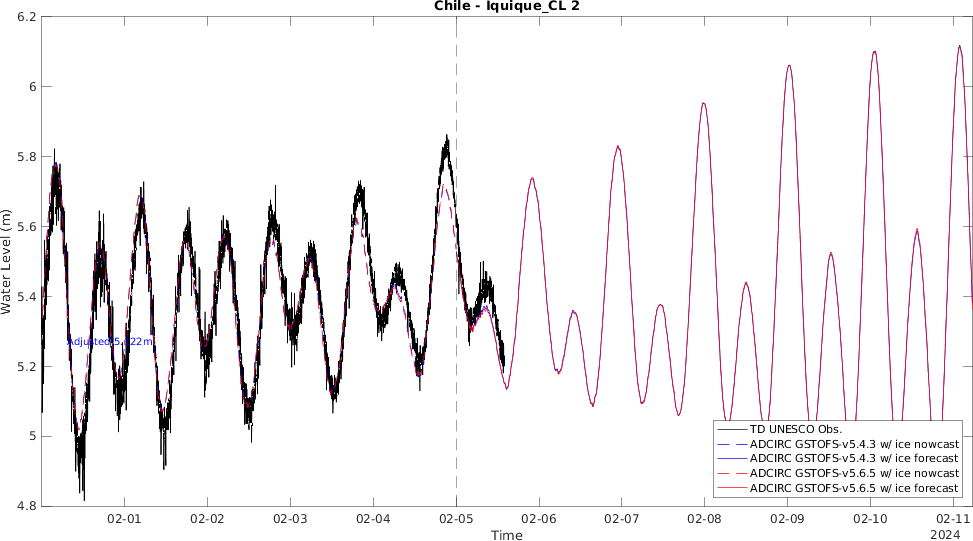 Chile - Iquique_CL 2
6.2
6
5.8
5.6
5.4
5.2
5
4.8
Water Level (m)
02-01
02-02
02-03
02-04
02-05
02-06
02-07
02-08
02-09
02-10
02-11
2024
Time
TD UNESCO Obs.
ADCIRC GSTOFS-v5.4.3 w/ ice nowcast
ADCIRC GSTOFS-v5.4.3 w/ ice forecast
ADCIRC GSTOFS-v5.6.5 w/ ice nowcast
ADCIRC GSTOFS-v5.6.5 w/ ice forecast